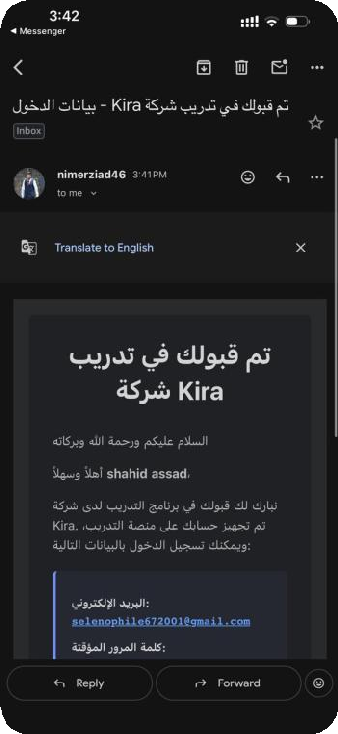 3:42
◀ Messenger
تم قبولك في تدريب شركة Kira - بيانات الدخول
Inbox
nimerziad46 3:41 PM
to me
Translate to English
تم قبولك في تدريب
شركة Kira
السلام عليكم ورحمة الله وبركاته
أهلاً وسهلاً shahid assad،
نبارك لك قبولك في برنامج التدريب لدى شركة
Kira. تم تجهيز حسابك على منصة التدريب،
ويمكنك تسجيل الدخول بالبيانات التالية:
البريد الإلكتروني:
selenophile672001@gmail.com
كلمة المرور المؤقتة:
Reply
Forward